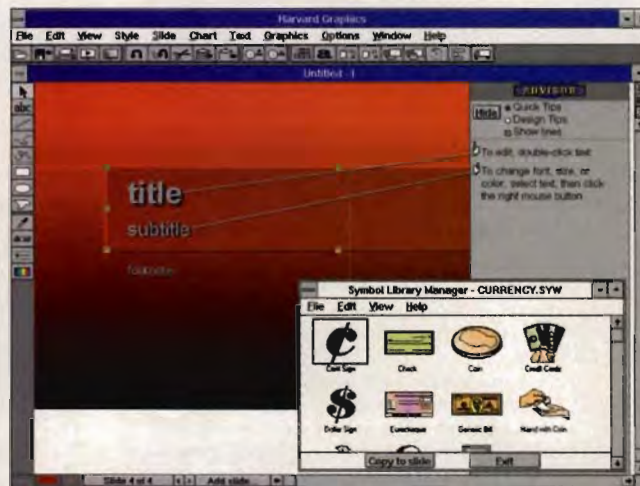 Harvard Graphics
File Edit View Style Slide Chart Text Graphics Options Window Help
Untitled - 1
abc
ADVISOR
Hide
Quick Tips
Design Tips
Show lines
To edit, double-click text
To change font, size, or
color, select text, then click
the right mouse button
title
subtitle
footnote
Symbol Library Manager - CURRENCY.SYW
File Edit View Help
Cent Sign Check Coin Credit Cards
Dollar Sign Eurocheque Generic Bill Hand with Coin
Copy to slide Exit
Slide 4 of 4 Add slide...